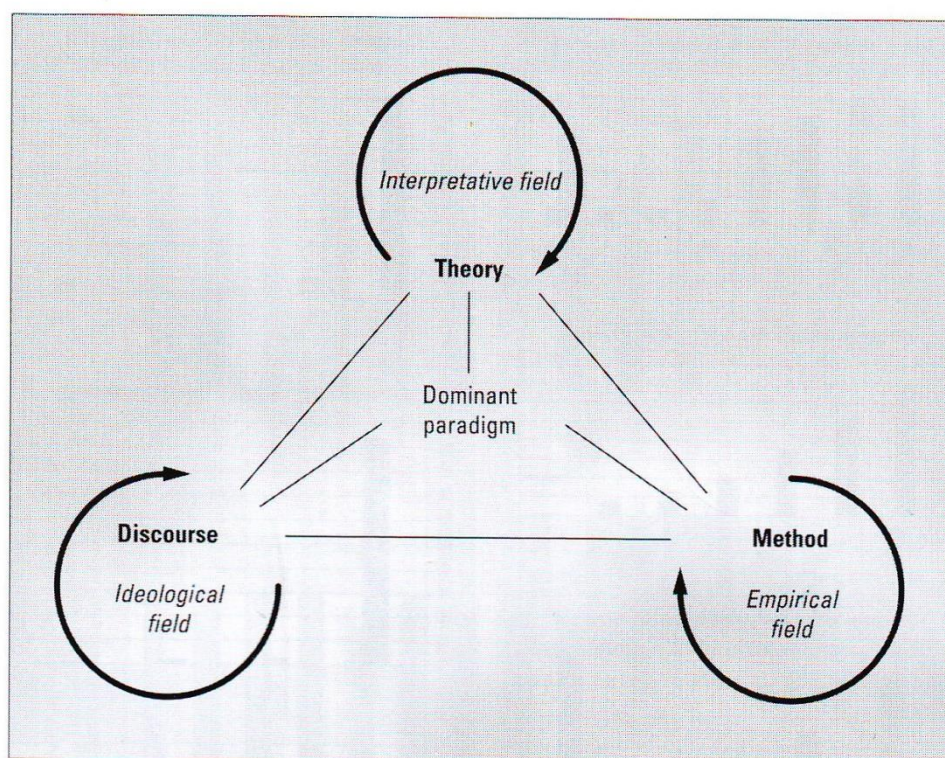 Interpretative field
Theory
Dominant
paradigm
Discourse
Method
Ideological
field
Empirical
field